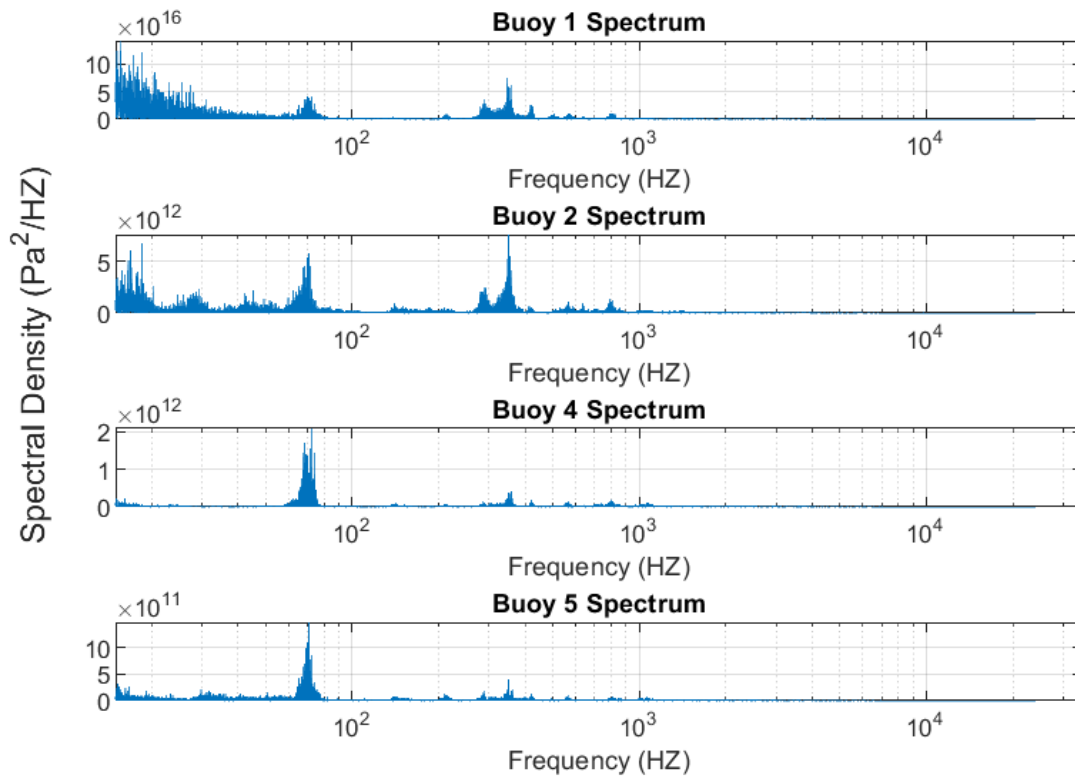 Spectral Density (Pa²/HZ)
×10¹⁶
Buoy 1 Spectrum
10
5
0
10² 10³ 10⁴
Frequency (HZ)
×10¹²
Buoy 2 Spectrum
5
0
10² 10³ 10⁴
Frequency (HZ)
×10¹²
Buoy 4 Spectrum
2
1
0
10² 10³ 10⁴
Frequency (HZ)
×10¹¹
Buoy 5 Spectrum
10
5
0
10² 10³ 10⁴
Frequency (HZ)